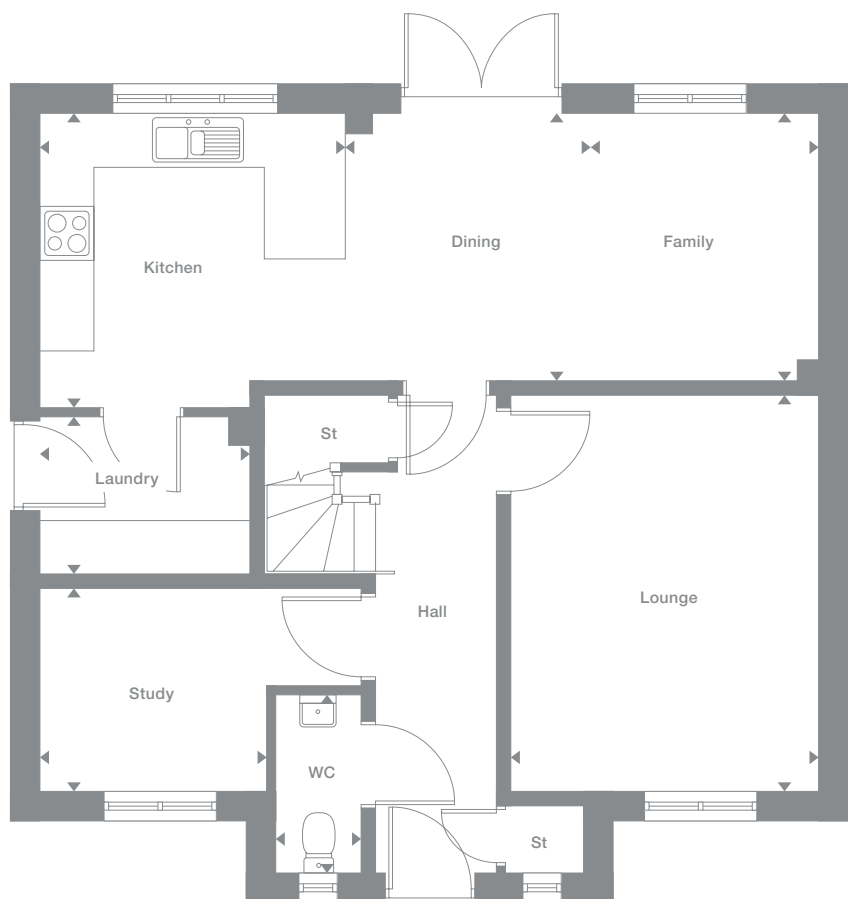 Dining
Family
Kitchen
St
Laundry
Lounge
Hall
Study
WC
St